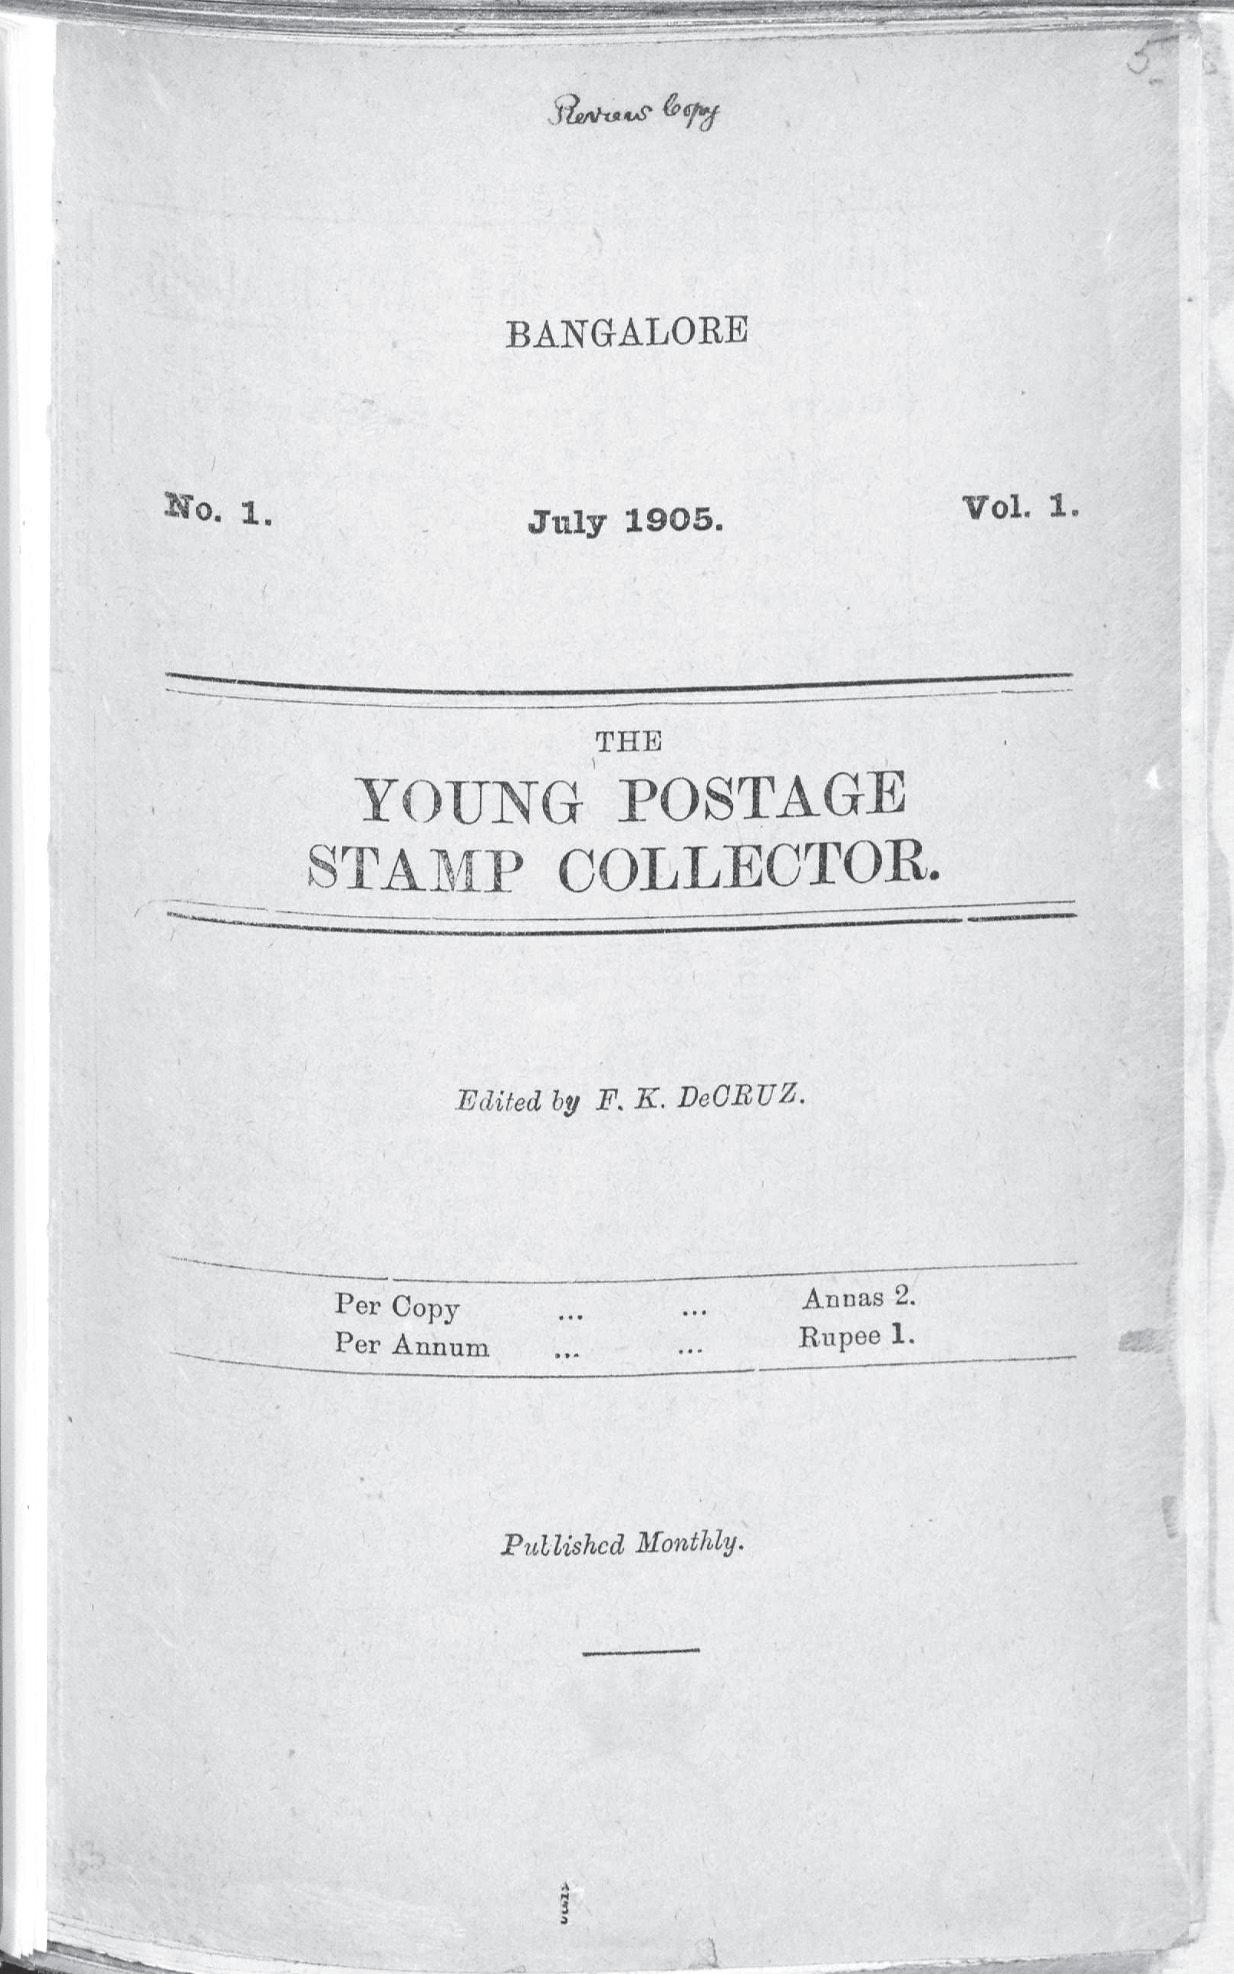 Review Copy
BANGALORE
No. 1. July 1905. Vol. 1.
THE
YOUNG POSTAGE
STAMP COLLECTOR.
Edited by F. K. DeCRUZ.
Per Copy ... ... Annas 2.
Per Annum ... ... Rupee 1.
Published Monthly.